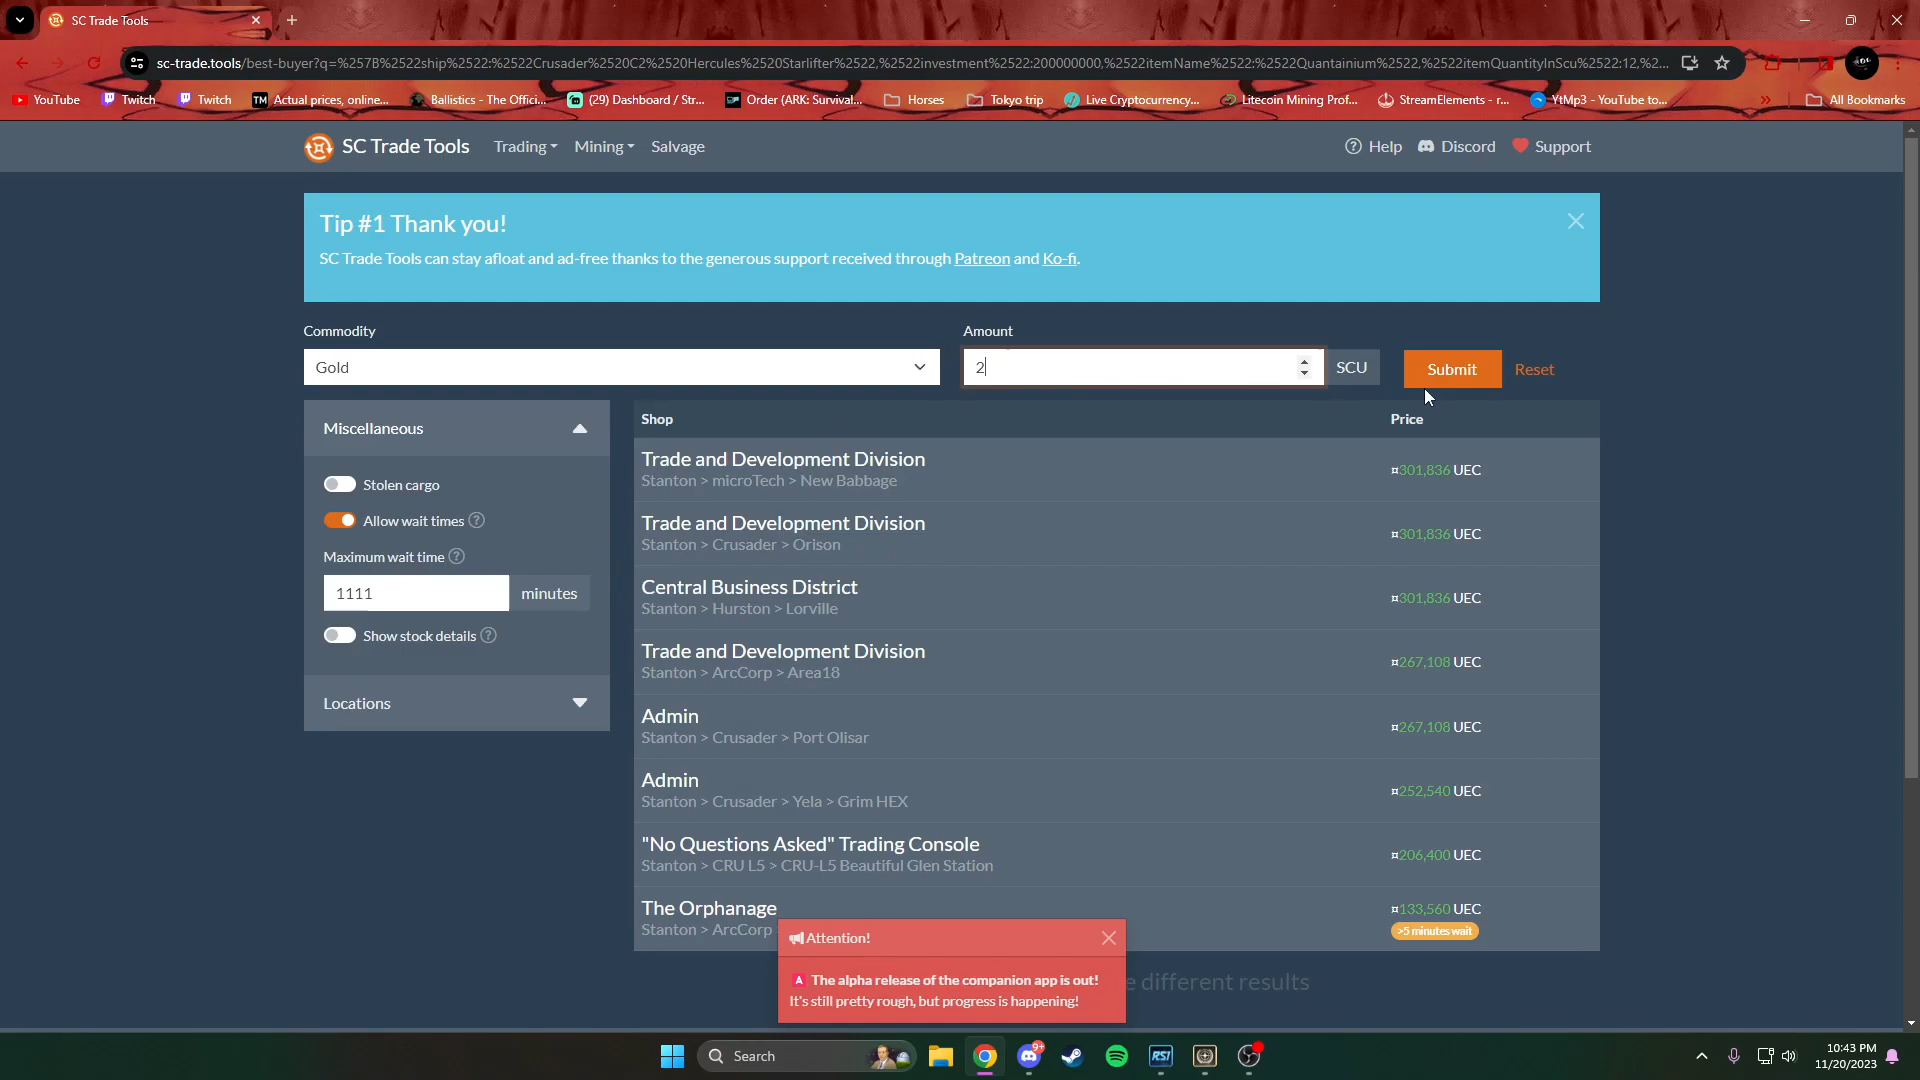 SC Trade Tools
sc-trade.tools/best-buyer?q=%257B%2522ship%2522:%2522Crusader%2520C2%2520Hercules%2520Starlifter%2522,%2522investment%2522:200000000,%2522itemName%2522:%2522Quantainium%2522,%2522itemQuantityInScu%2522:12,%2...
YouTube Twitch Twitch Actual prices, online... Ballistics - The Offici... (29) Dashboard / Str... Order (ARK: Survival... Horses Tokyo trip Live Cryptocurrency... Litecoin Mining Prof... StreamElements - r... YtMp3 - YouTube to... » All Bookmarks
SC Trade Tools Trading Mining Salvage Help Discord Support
Tip #1 Thank you!
SC Trade Tools can stay afloat and ad-free thanks to the generous support received through Patreon and Ko-fi.
Commodity Amount
Gold 2 SCU Submit Reset
Miscellaneous
Stolen cargo
Allow wait times ?
Maximum wait time ?
1111 minutes
Show stock details ?
Locations
Shop Price
Trade and Development Division
Stanton > microTech > New Babbage
¤301,836 UEC
Trade and Development Division
Stanton > Crusader > Orison
¤301,836 UEC
Central Business District
Stanton > Hurston > Lorville
¤301,836 UEC
Trade and Development Division
Stanton > ArcCorp > Area18
¤267,108 UEC
Admin
Stanton > Crusader > Port Olisar
¤267,108 UEC
Admin
Stanton > Crusader > Yela > Grim HEX
¤252,540 UEC
"No Questions Asked" Trading Console
Stanton > CRU L5 > CRU-L5 Beautiful Glen Station
¤206,400 UEC
The Orphanage
Stanton > ArcCorp
¤133,560 UEC
>5 minutes wait
Attention!
A The alpha release of the companion app is out!
It's still pretty rough, but progress is happening!
different results
Search
9+
RSI
10:43 PM
11/20/2023